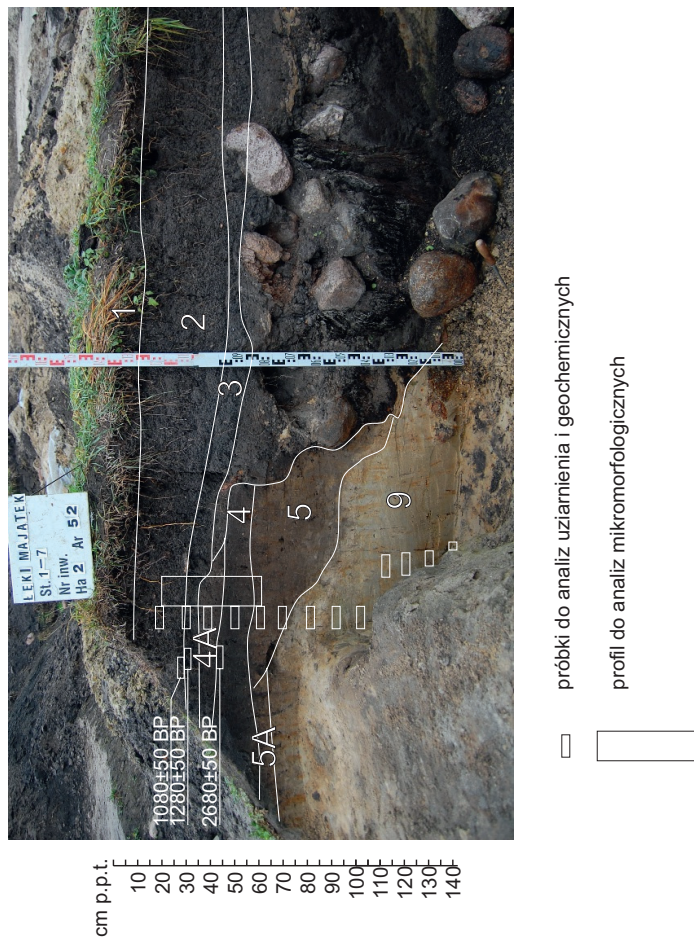 ŁĘKI MAJĄTEK
St. 1-7
Nr inw.
Ha 2 Ar 52
1
2
3
4
5
9
4A
5A
1080±50 BP
1280±50 BP
2680±50 BP
cm p.p.t.
10
20
30
40
50
60
70
80
90
100
110
120
130
140
próbki do analiz uziarnienia i geochemicznych
profil do analiz mikromorfologicznych